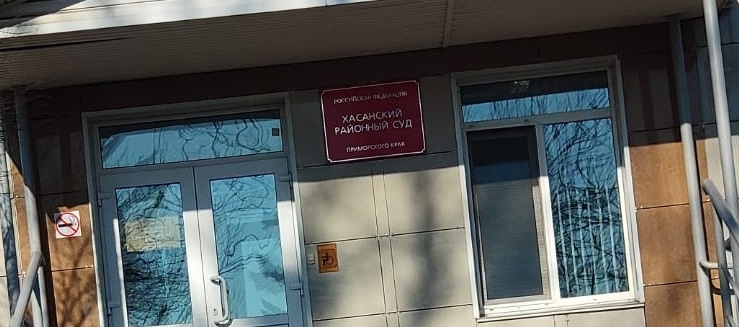 РОССИЙСКАЯ ФЕДЕРАЦИЯ
ХАСАНСКИЙ
РАЙОННЫЙ СУД
ПРИМОРСКОГО КРАЯ